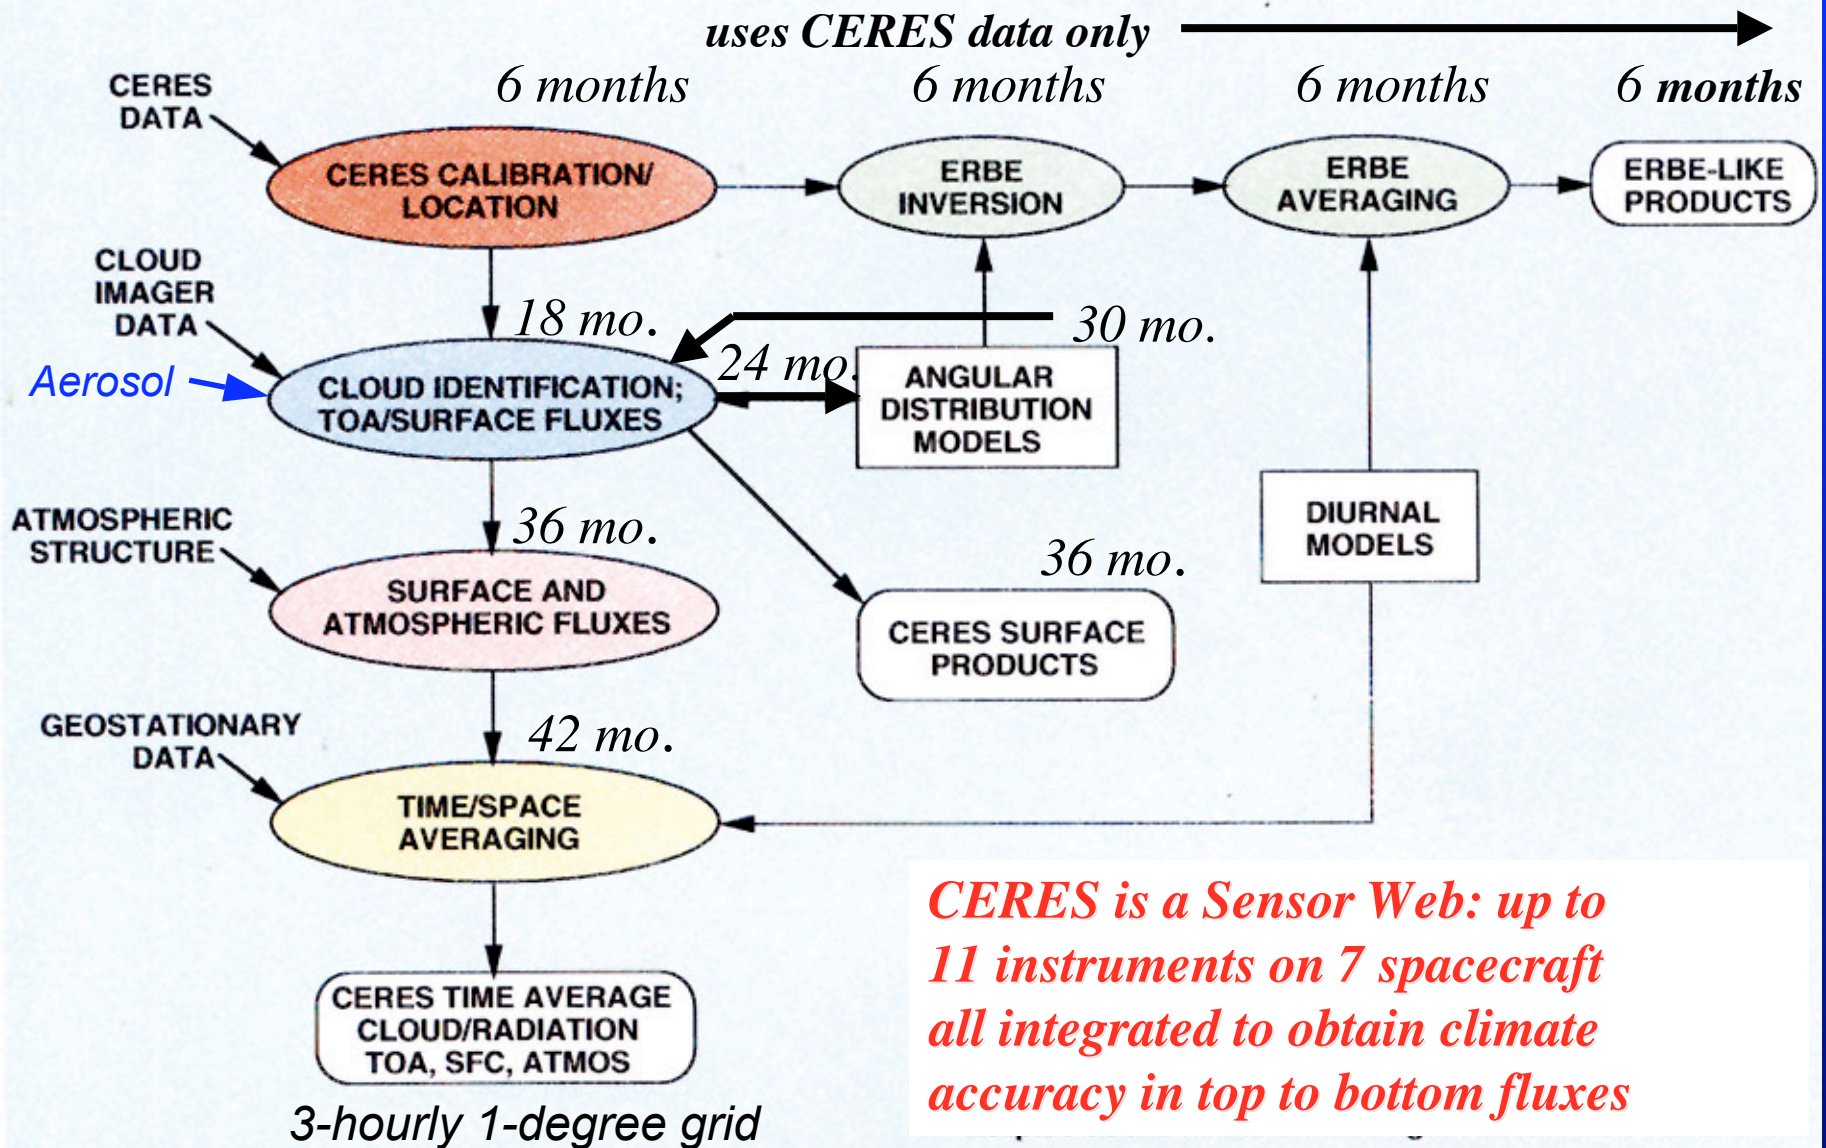 uses CERES data only
6 months
6 months
6 months
6 months
CERES
DATA
CERES CALIBRATION/
LOCATION
ERBE
INVERSION
ERBE
AVERAGING
ERBE-LIKE
PRODUCTS
CLOUD
IMAGER
DATA
18 mo.
30 mo.
24 mo.
Aerosol
CLOUD IDENTIFICATION;
TOA/SURFACE FLUXES
ANGULAR
DISTRIBUTION
MODELS
ATMOSPHERIC
STRUCTURE
36 mo.
36 mo.
DIURNAL
MODELS
SURFACE AND
ATMOSPHERIC FLUXES
CERES SURFACE
PRODUCTS
GEOSTATIONARY
DATA
42 mo.
TIME/SPACE
AVERAGING
CERES is a Sensor Web: up to
11 instruments on 7 spacecraft
all integrated to obtain climate
accuracy in top to bottom fluxes
CERES TIME AVERAGE
CLOUD/RADIATION
TOA, SFC, ATMOS
3-hourly 1-degree grid